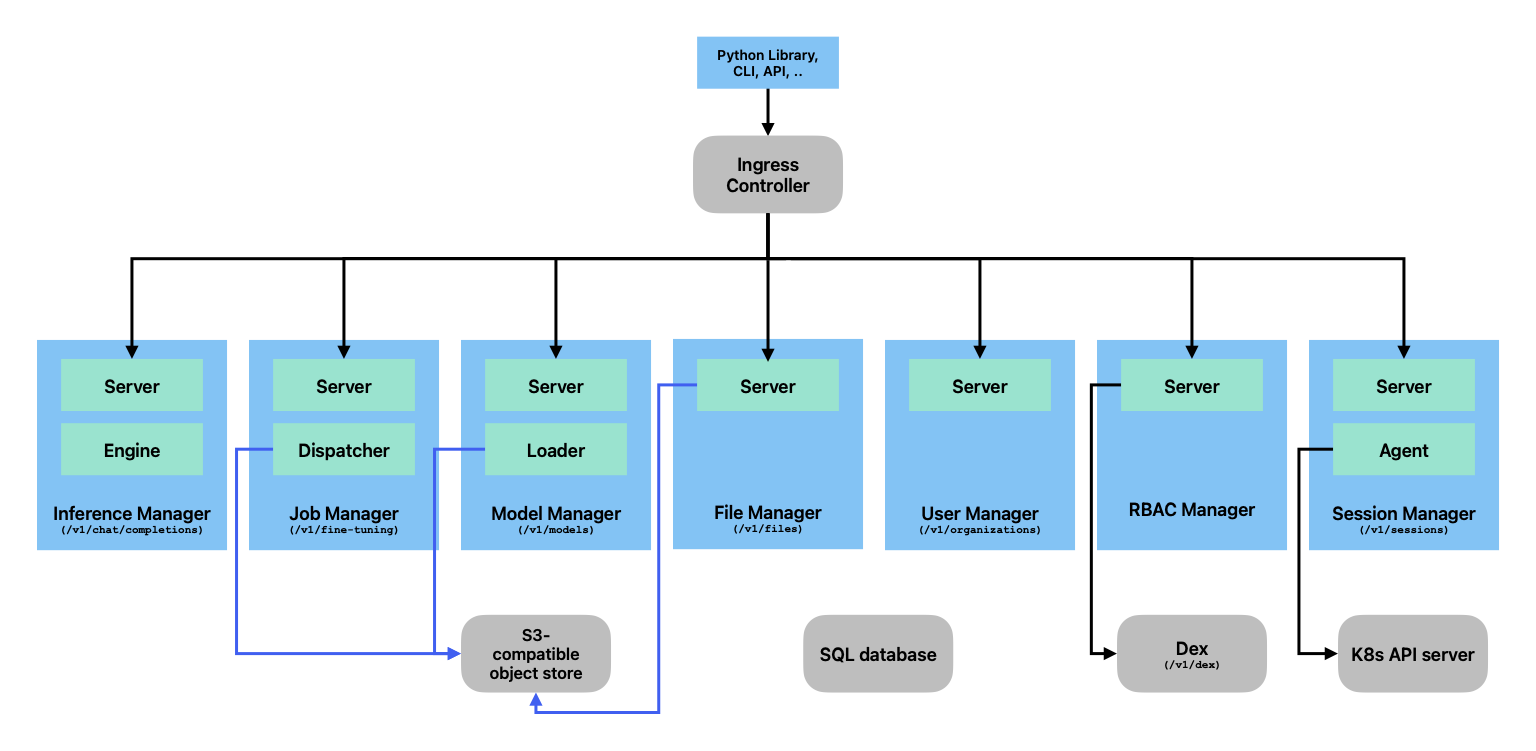 Python Library,
CLI, API, ..
Ingress
Controller
Server
Engine
Inference Manager
(/v1/chat/completions)
Server
Dispatcher
Job Manager
(/v1/fine-tuning)
Server
Loader
Model Manager
(/v1/models)
Server
File Manager
(/v1/files)
Server
User Manager
(/v1/organizations)
Server
RBAC Manager
Server
Agent
Session Manager
(/v1/sessions)
S3-
compatible
object store
SQL database
Dex
(/v1/dex)
K8s API server